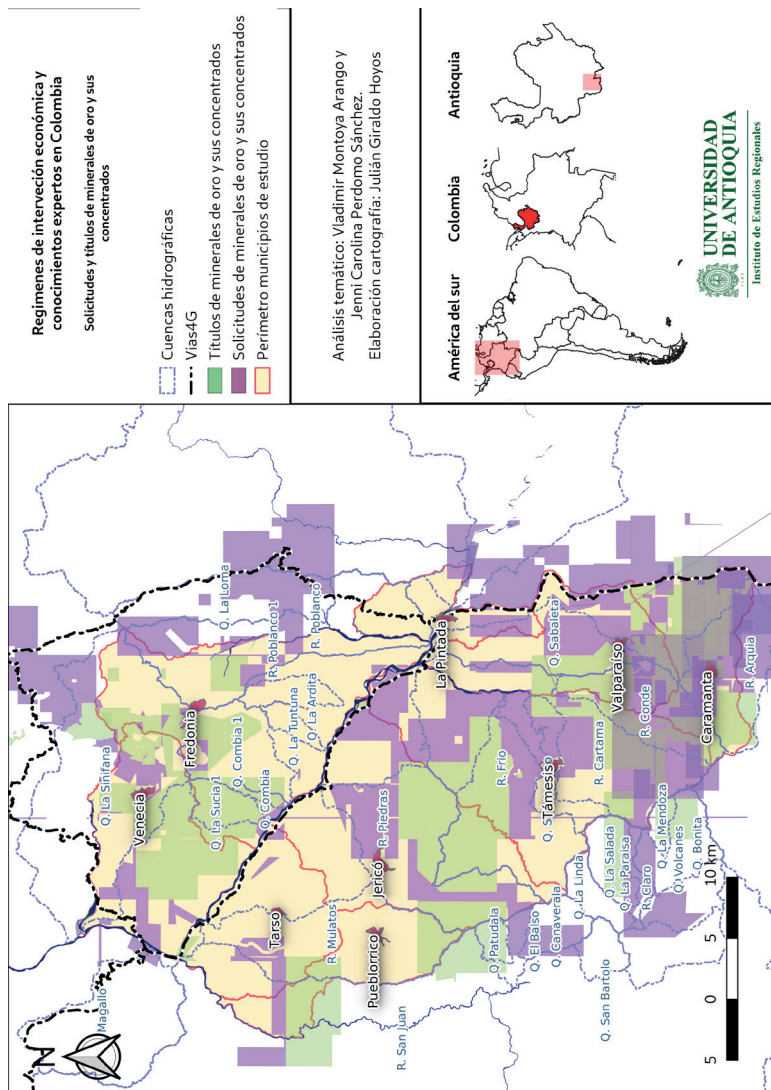 Regimenes de interveción económica y
conocimientos expertos en Colombia
Solicitudes y títulos de minerales de oro y sus
concentrados
Cuencas hidrográficas
Vias4G
Títulos de minerales de oro y sus concentrados
Solicitudes de minerales de oro y sus concentrados
Perímetro municipios de estudio
Análisis temático: Vladimir Montoya Arango y
Jenni Carolina Perdomo Sánchez.
Elaboración cartografía: Julián Giraldo Hoyos
América del sur
Colombia
Antioquia
UNIVERSIDAD
DE ANTIOQUIA
Instituto de Estudios Regionales
N
Magallo
Q. La Sinifana
Venecia
Fredonia
Q. La Loma
Q. La Sucia 1
Q. Combia 1
R. Poblanco 1
Q. Combia
Q. La Tuntuna
Q. La Ardita
R. Poblanco
Tarso
R. Mulatos
Pueblorrico
Jericó
R. Piedras
R. San Juan
La Pintada
Q. Patudala
R. Frio
Q. El Balso
Q. Cañaverala
Támesis
Q. Sabaleta
Q. La Linda
R. Cartama
Q. San Bartolo
Q. La Salada
Q. La Paraisa
Valparaíso
R. Claro
R. Conde
Q. La Mendoza
Q. Volcanes
Q. Bonita
Caramanta
R. Arquia
5 0 5 10 km